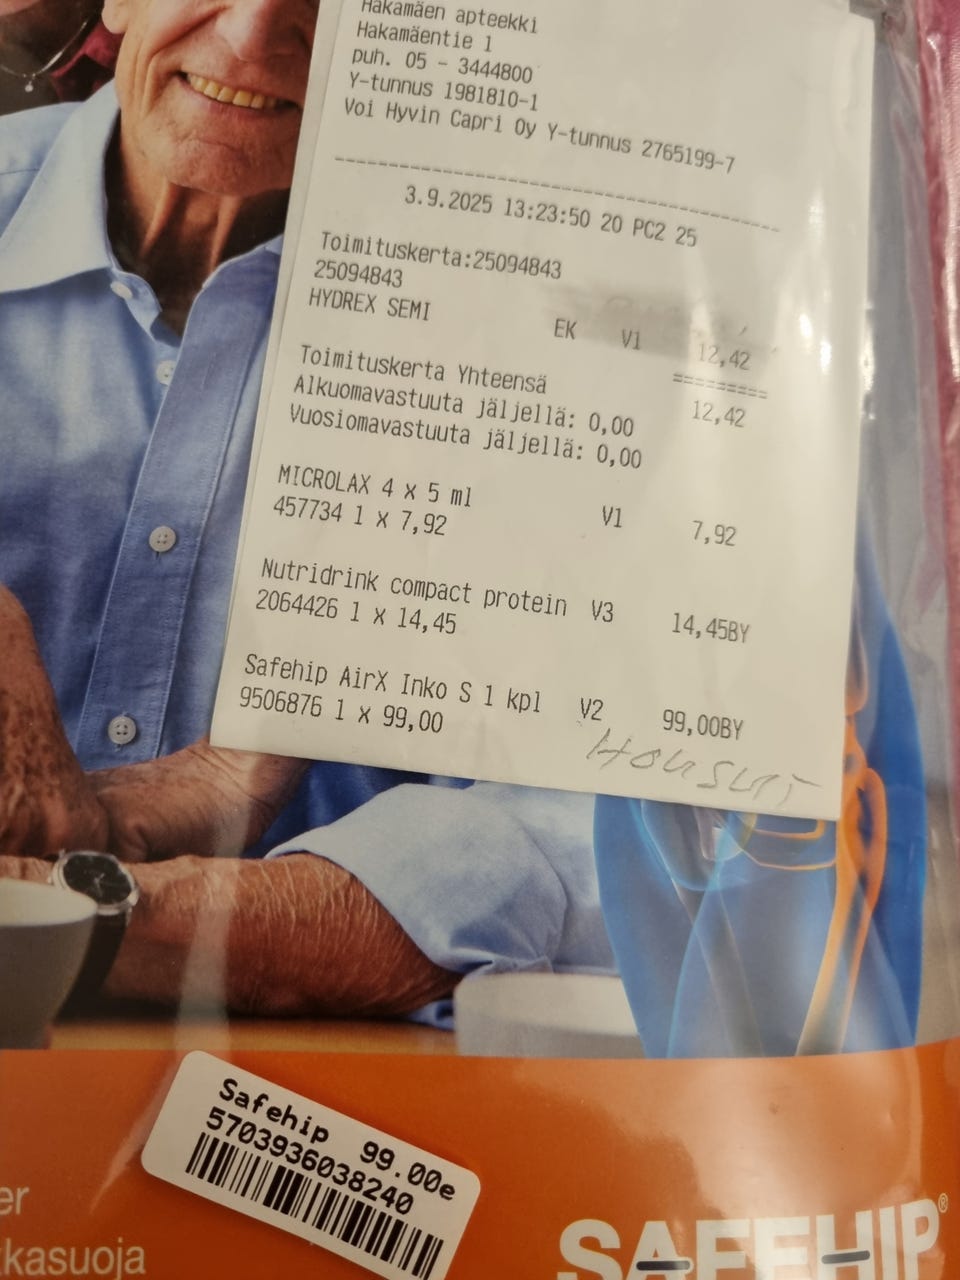 Hakamäen apteekki
Hakamäentie 1
puh. 05 - 3444800
Y-tunnus 1981810-1
Voi Hyvin Capri Oy Y-tunnus 2765199-7
3.9.2025 13:23:50 20 PC2 25
Toimituskerta:25094843
25094843
HYDREX SEMI EK V1 12,42
=========
Toimituskerta Yhteensä 12,42
Alkuomavastuuta jäljellä: 0,00
Vuosiomavastuuta jäljellä: 0,00
MICROLAX 4 x 5 ml V1 7,92
457734 1 X 7,92
Nutridrink compact protein V3 14,45BY
2064426 1 X 14,45
Safehip AirX Inko S 1 kpl V2 99,00BY
9506876 1 X 99,00
HOUSUT
Safehip 99.00e
5703936038240
er
kasuoja
SAFEHIP®